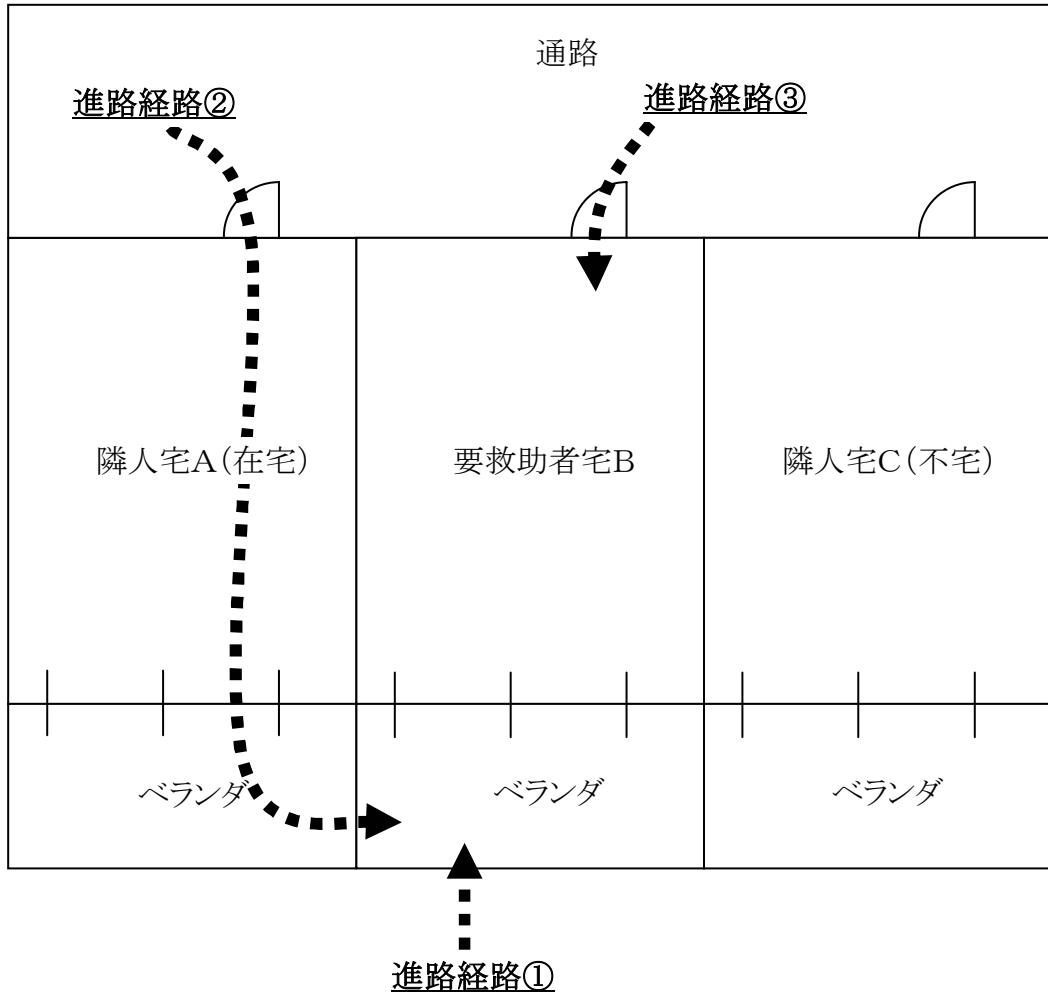 通路
進路経路②
進路経路③
隣人宅A(在宅)
要救助者宅B
隣人宅C(不宅)
ベランダ
ベランダ
ベランダ
進路経路①